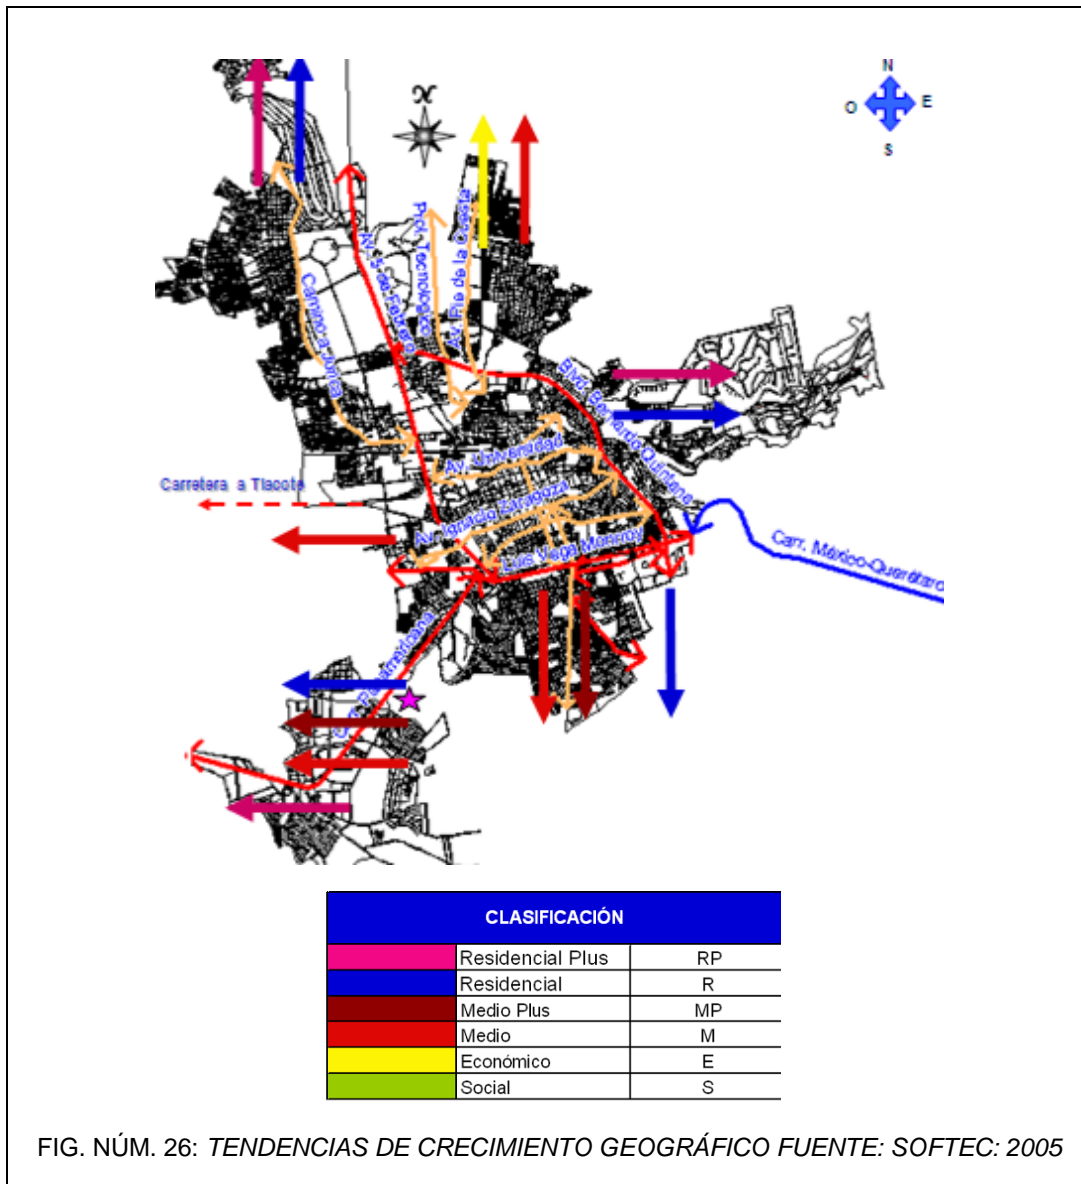 N
O E
S
N
Av. 5 de Febrero
Prol. Tecnológico
Av. Pie de la Cuesta
Camino a Jurica
Blvd. Bernardo Quintana
Av. Universidad
Carretera a Tlacote
Av. Ignacio Zaragoza
Luis Vega Monrroy
Carr. México-Querétaro
Panamericana
CLASIFICACIÓN
Residencial Plus RP
Residencial R
Medio Plus MP
Medio M
Económico E
Social S
FIG. NÚM. 26: TENDENCIAS DE CRECIMIENTO GEOGRÁFICO FUENTE: SOFTEC: 2005